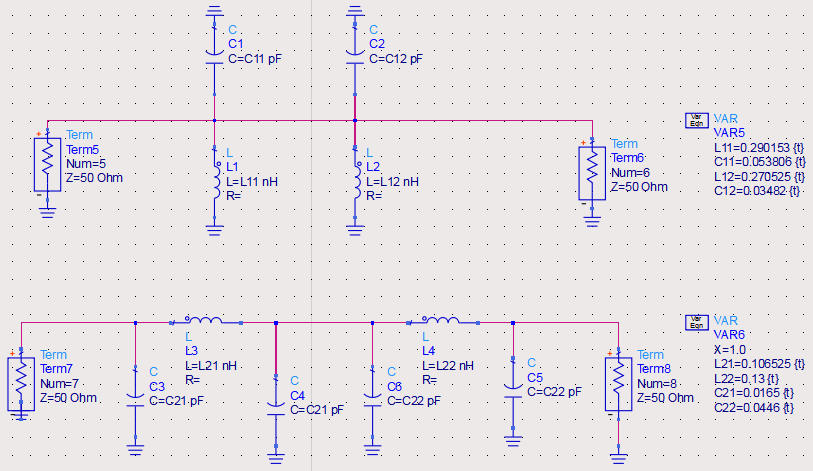 C
C1
C=C11 pF
C
C2
C=C12 pF
+
Term
Term5
Num=5
Z=50 Ohm
-
L
L1
L=L11 nH
R=
L
L2
L=L12 nH
R=
+
Term
Term6
Num=6
Z=50 Ohm
-
Var
Eqn
VAR
VAR5
L11=0.290153 {t}
C11=0.053806 {t}
L12=0.270525 {t}
C12=0.03482 {t}
+
Term
Term7
Num=7
Z=50 Ohm
-
C
C3
C=C21 pF
L
L3
L=L21 nH
R=
C
C4
C=C21 pF
C
C6
C=C22 pF
L
L4
L=L22 nH
R=
C
C5
C=C22 pF
+
Term
Term8
Num=8
Z=50 Ohm
-
Var
Eqn
VAR
VAR6
X=1.0
L21=0.106525 {t}
L22=0.13 {t}
C21=0.0165 {t}
C22=0.0446 {t}